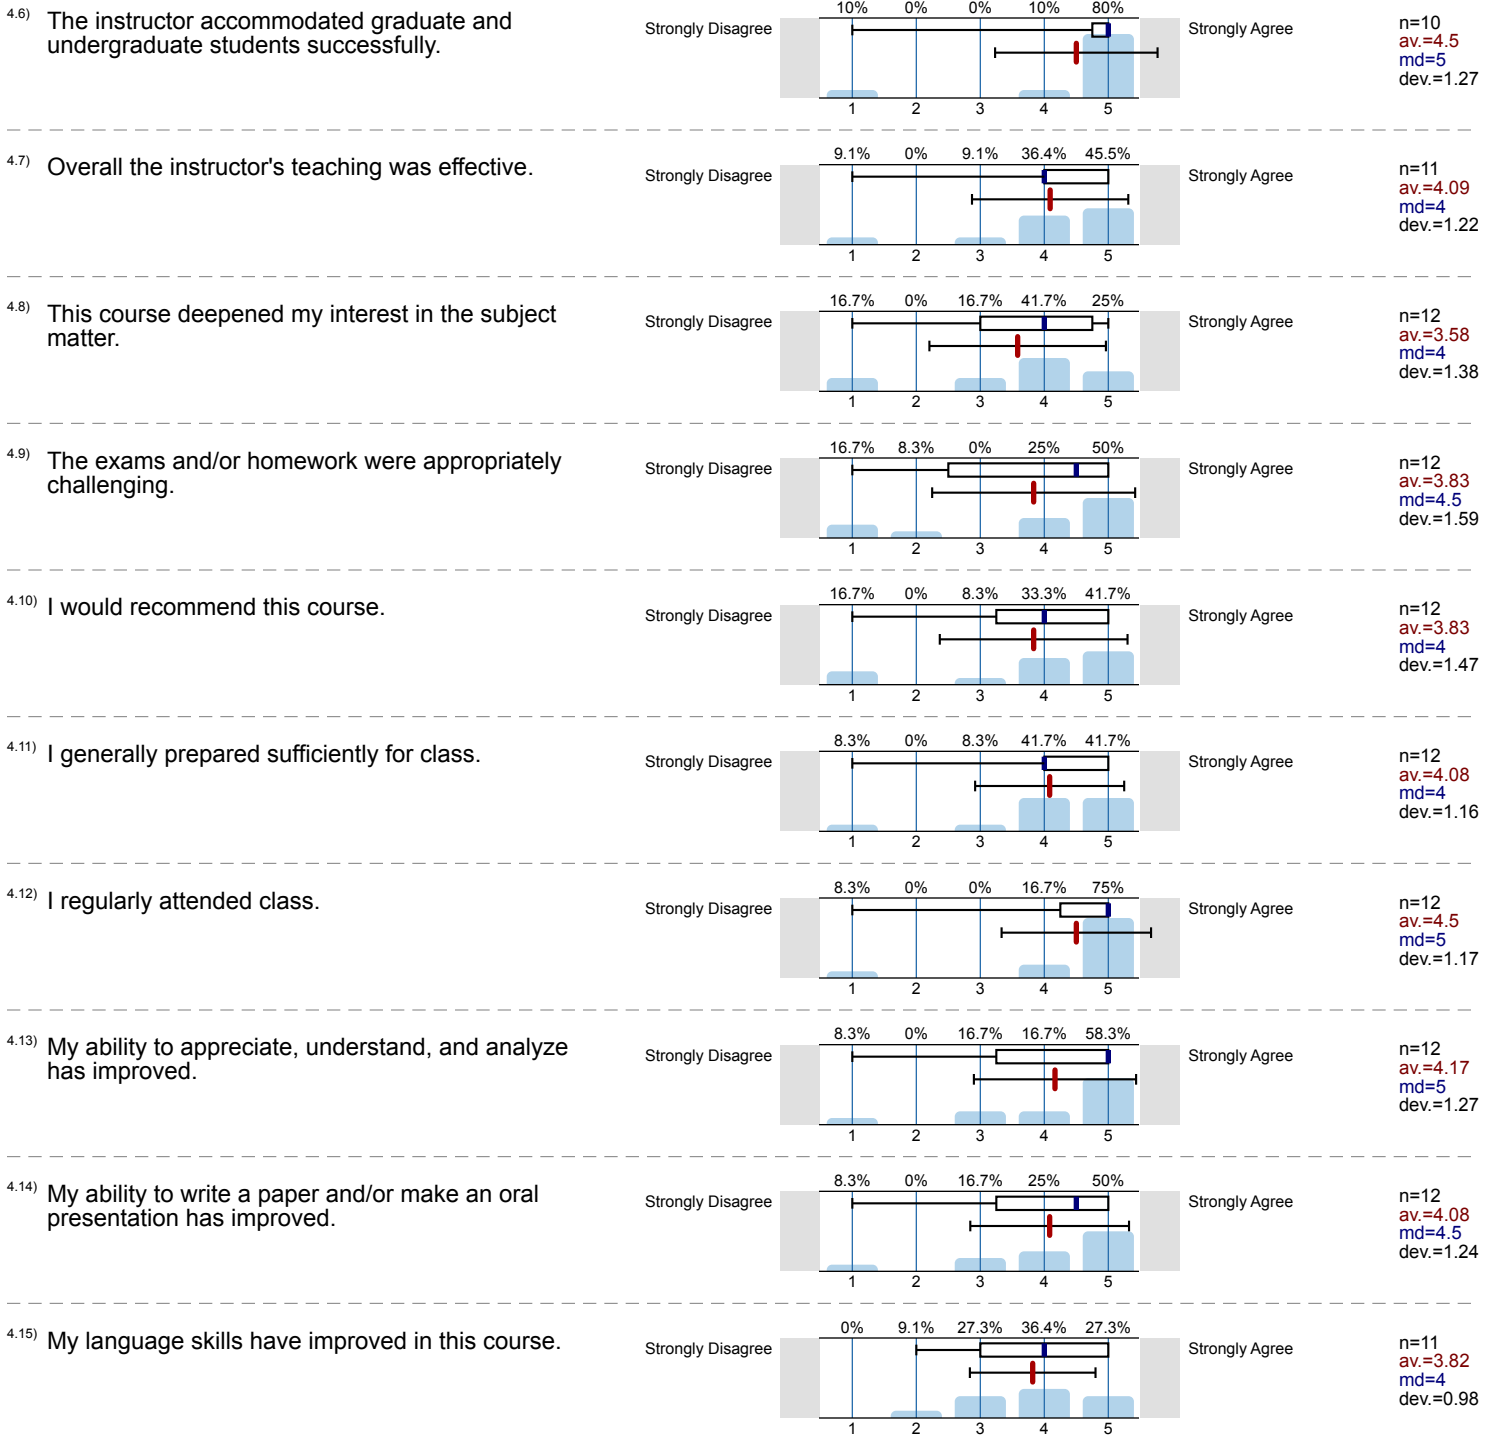 4.6) The instructor accommodated graduate and
undergraduate students successfully.
Strongly Disagree
10% 0% 0% 10% 80%
1 2 3 4 5
Strongly Agree
n=10
av.=4.5
md=5
dev.=1.27
4.7) Overall the instructor's teaching was effective.
Strongly Disagree
9.1% 0% 9.1% 36.4% 45.5%
1 2 3 4 5
Strongly Agree
n=11
av.=4.09
md=4
dev.=1.22
4.8) This course deepened my interest in the subject
matter.
Strongly Disagree
16.7% 0% 16.7% 41.7% 25%
1 2 3 4 5
Strongly Agree
n=12
av.=3.58
md=4
dev.=1.38
4.9) The exams and/or homework were appropriately
challenging.
Strongly Disagree
16.7% 8.3% 0% 25% 50%
1 2 3 4 5
Strongly Agree
n=12
av.=3.83
md=4.5
dev.=1.59
4.10) I would recommend this course.
Strongly Disagree
16.7% 0% 8.3% 33.3% 41.7%
1 2 3 4 5
Strongly Agree
n=12
av.=3.83
md=4
dev.=1.47
4.11) I generally prepared sufficiently for class.
Strongly Disagree
8.3% 0% 8.3% 41.7% 41.7%
1 2 3 4 5
Strongly Agree
n=12
av.=4.08
md=4
dev.=1.16
4.12) I regularly attended class.
Strongly Disagree
8.3% 0% 0% 16.7% 75%
1 2 3 4 5
Strongly Agree
n=12
av.=4.5
md=5
dev.=1.17
4.13) My ability to appreciate, understand, and analyze
has improved.
Strongly Disagree
8.3% 0% 16.7% 16.7% 58.3%
1 2 3 4 5
Strongly Agree
n=12
av.=4.17
md=5
dev.=1.27
4.14) My ability to write a paper and/or make an oral
presentation has improved.
Strongly Disagree
8.3% 0% 16.7% 25% 50%
1 2 3 4 5
Strongly Agree
n=12
av.=4.08
md=4.5
dev.=1.24
4.15) My language skills have improved in this course.
Strongly Disagree
0% 9.1% 27.3% 36.4% 27.3%
1 2 3 4 5
Strongly Agree
n=11
av.=3.82
md=4
dev.=0.98